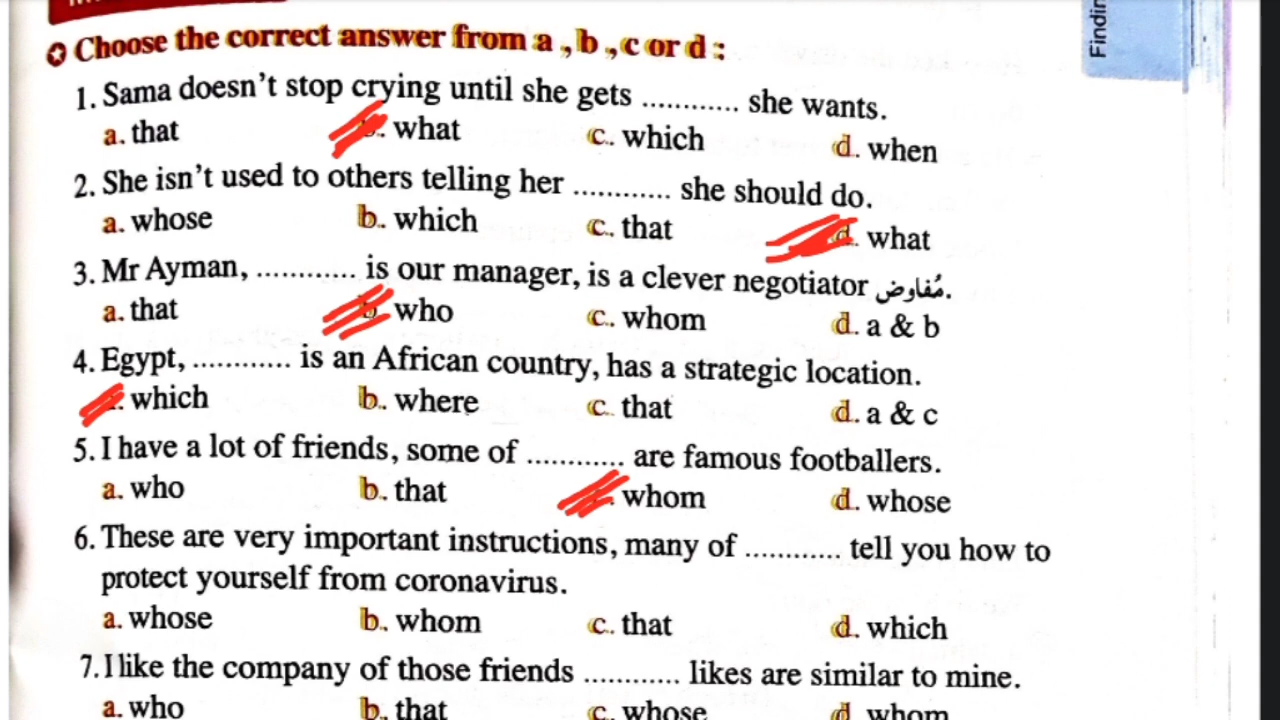 Choose the correct answer from a , b , c or d :
1. Sama doesn't stop crying until she gets ............ she wants.
a. that what c. which d. when
2. She isn't used to others telling her ............ she should do.
a. whose b. which c. that d. what
3. Mr Ayman, ............ is our manager, is a clever negotiator مُفاوض.
a. that b. who c. whom d. a & b
4. Egypt, ............ is an African country, has a strategic location.
which b. where c. that d. a & c
5. I have a lot of friends, some of ............ are famous footballers.
a. who b. that whom d. whose
6. These are very important instructions, many of ............ tell you how to
protect yourself from coronavirus.
a. whose b. whom c. that d. which
7. I like the company of those friends ............ likes are similar to mine.
a. who b. that c. whose d. whom